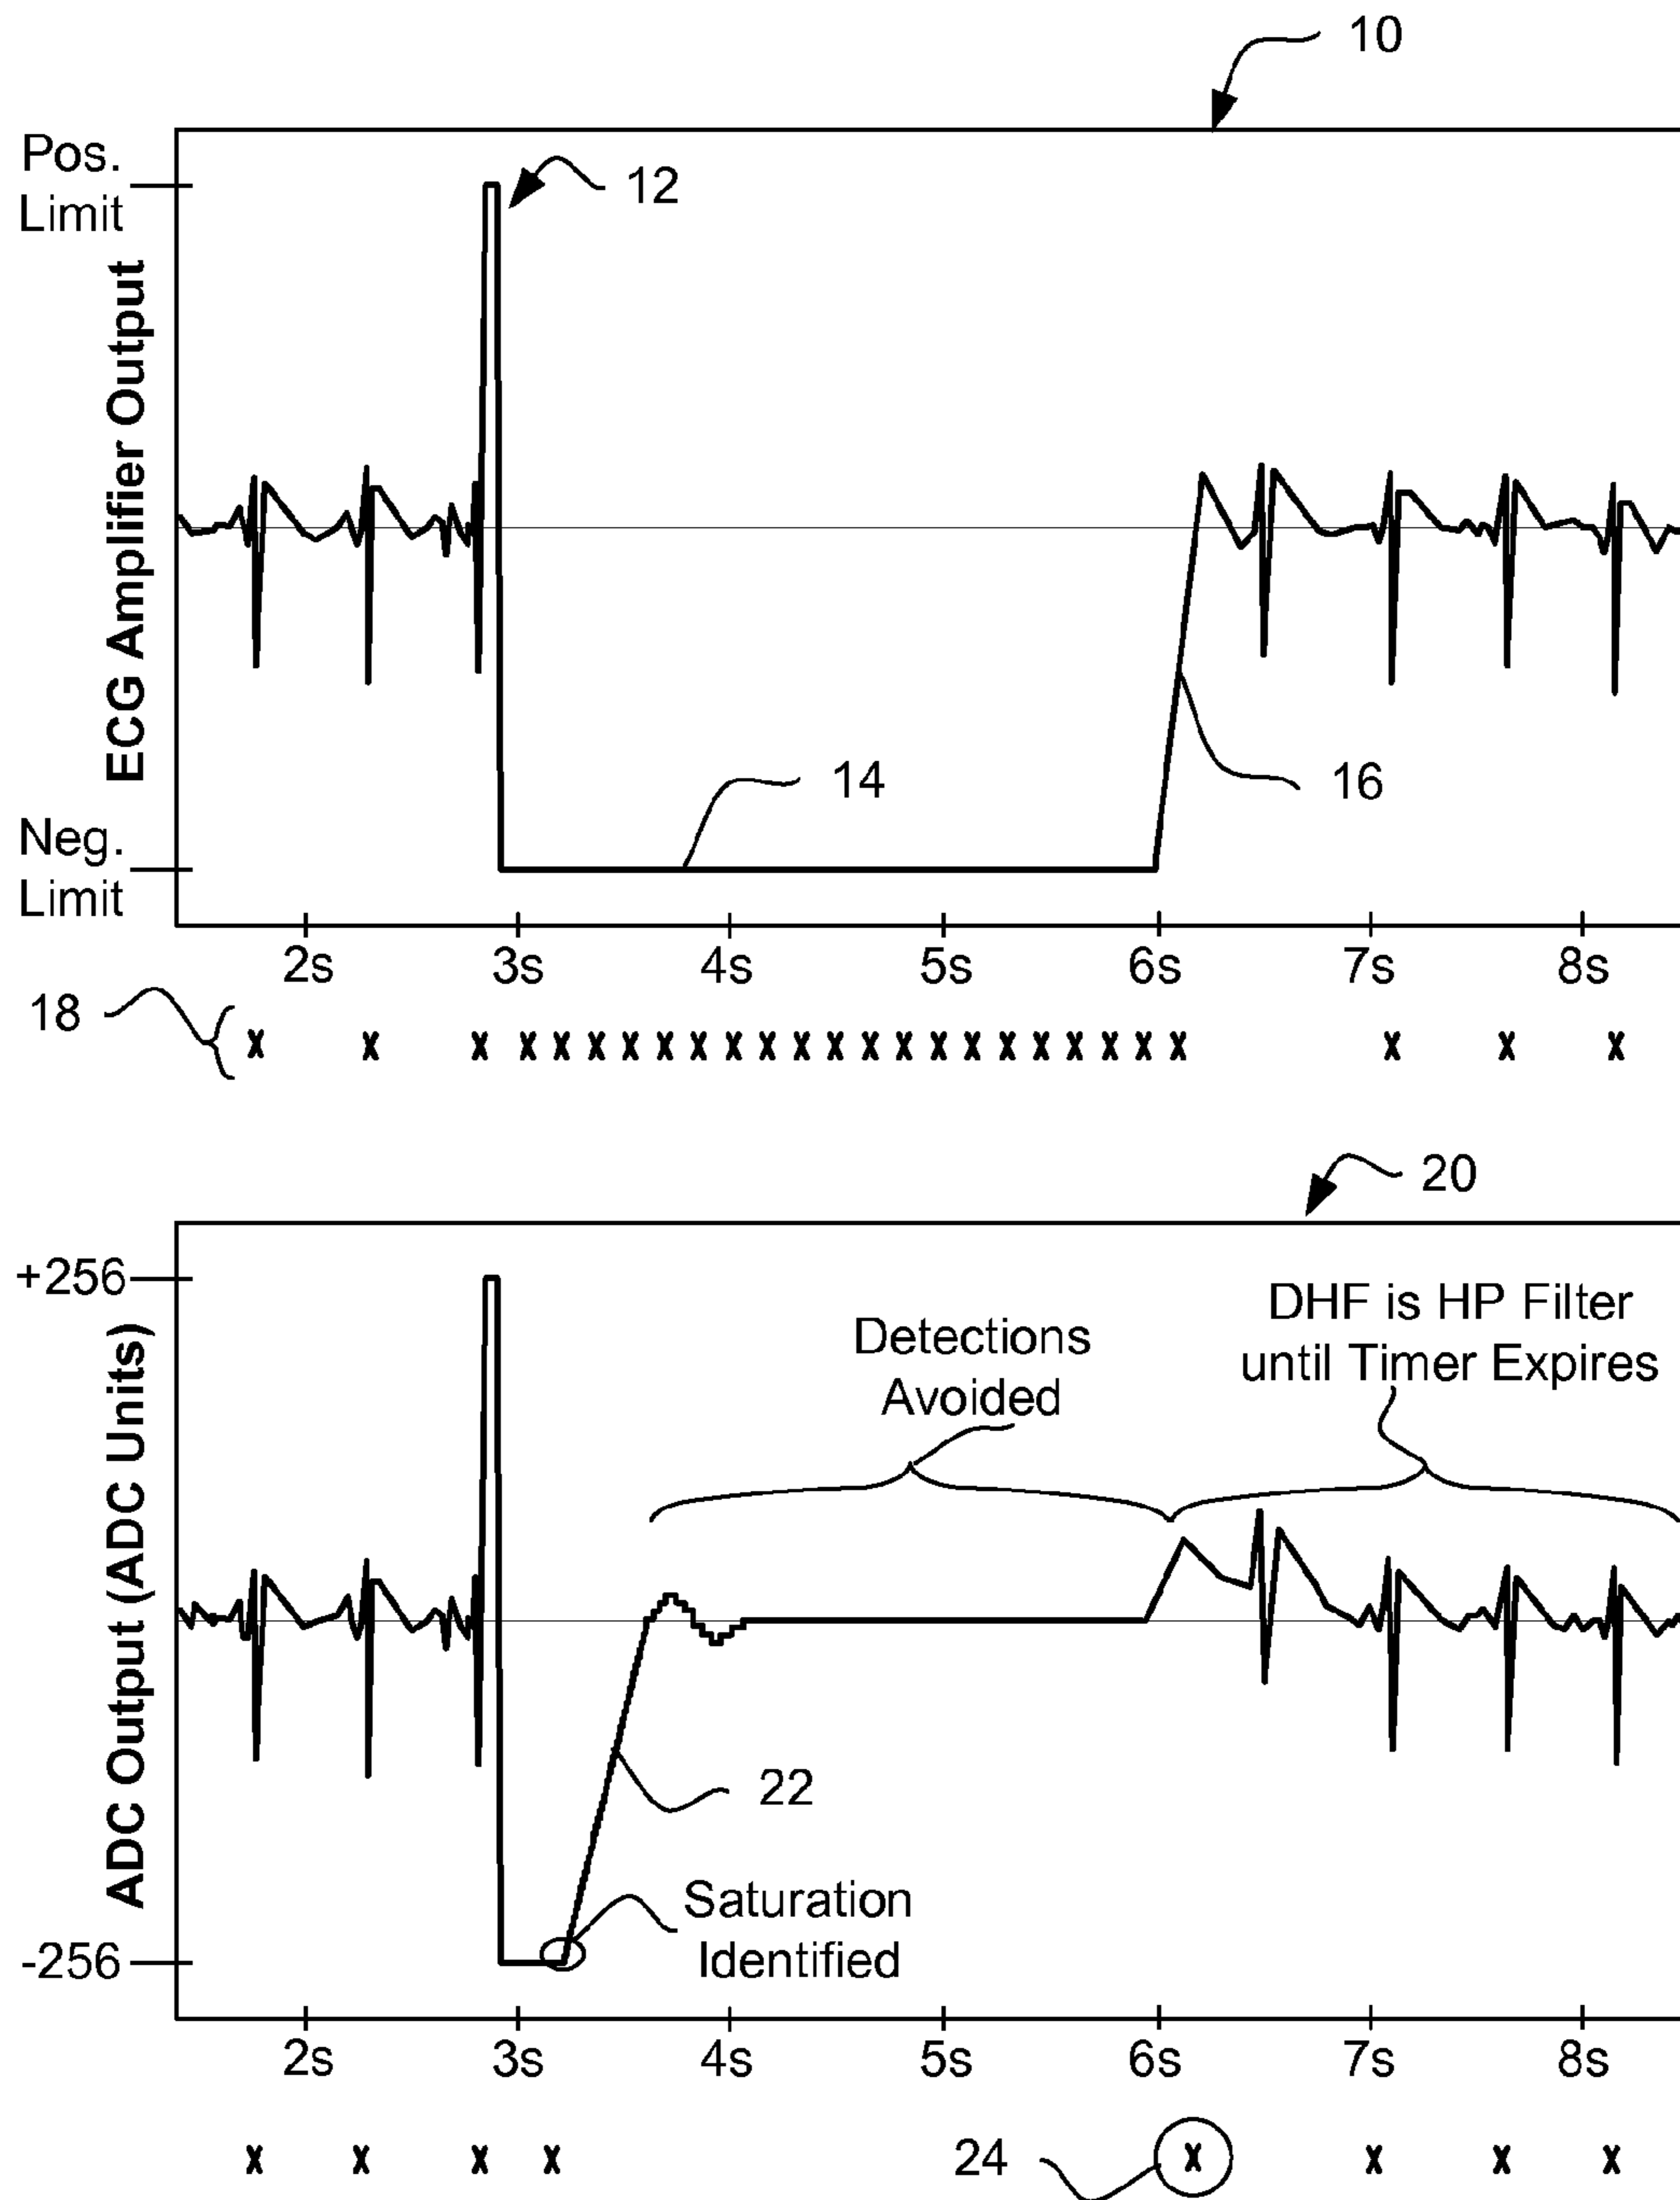 10
Pos.
Limit
12
ECG Amplifier Output
14
16
Neg.
Limit
2s 3s 4s 5s 6s 7s 8s
18
x x x x x x x x x x x x x x x x x x x x x x x x x x
20
+256
DHF is HP Filter
until Timer Expires
Detections
Avoided
ADC Output (ADC Units)
22
Saturation
Identified
-256
2s 3s 4s 5s 6s 7s 8s
x x x x 24 x x x x